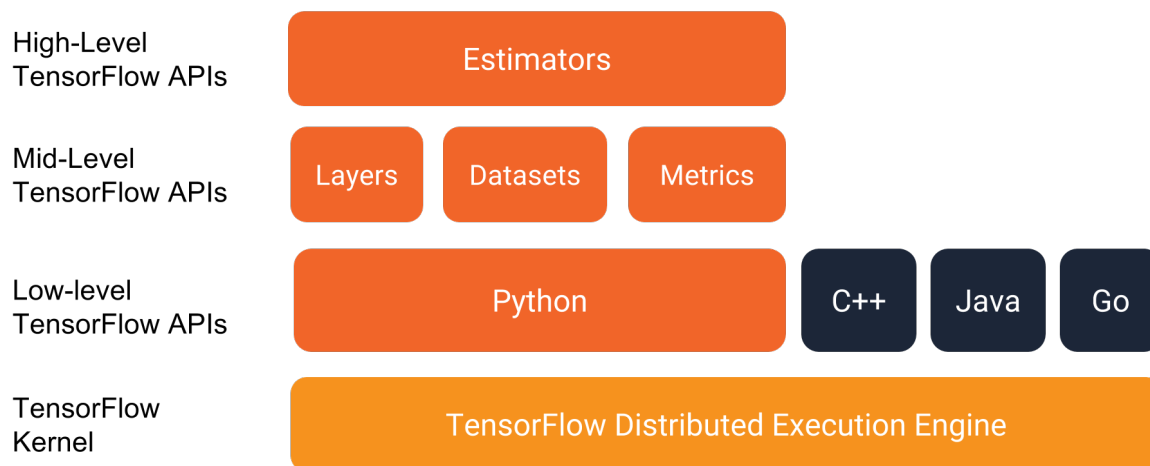 High-Level
TensorFlow APIs
Estimators
Mid-Level
TensorFlow APIs
Layers
Datasets
Metrics
Low-level
TensorFlow APIs
Python
C++
Java
Go
TensorFlow
Kernel
TensorFlow Distributed Execution Engine